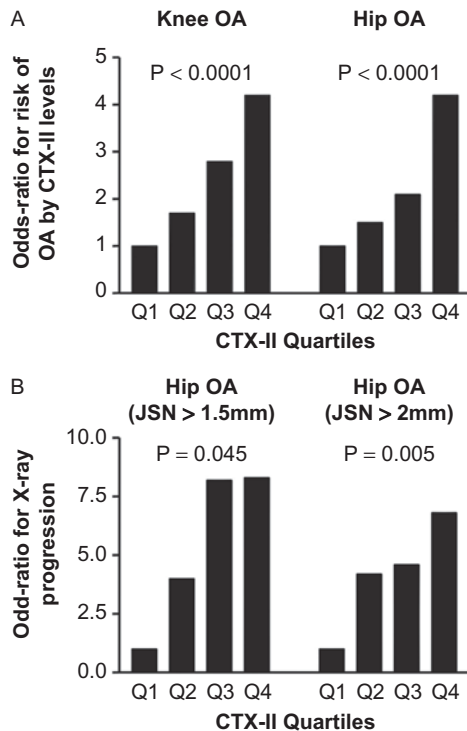 A
Knee OA
Hip OA
P < 0.0001
P < 0.0001
Odds-ratio for risk of
OA by CTX-II levels
5
4
3
2
1
0
Q1 Q2 Q3 Q4
Q1 Q2 Q3 Q4
CTX-II Quartiles
B
Hip OA
(JSN > 1.5mm)
Hip OA
(JSN > 2mm)
P = 0.045
P = 0.005
Odd-ratio for X-ray
progression
10.0
7.5
5.0
2.5
0.0
Q1 Q2 Q3 Q4
Q1 Q2 Q3 Q4
CTX-II Quartiles